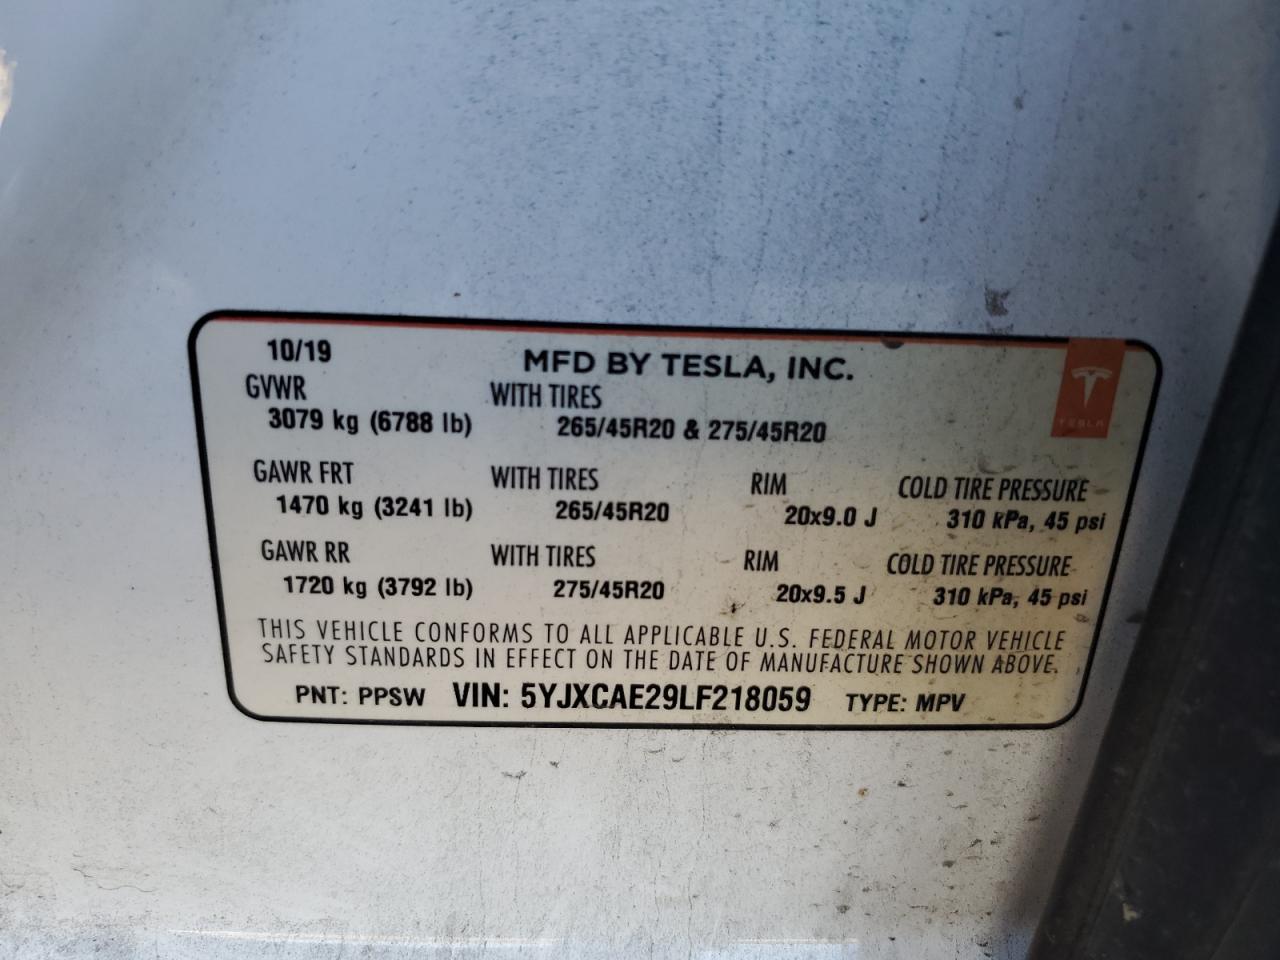 10/19 MFD BY TESLA, INC.
GVWR WITH TIRES
3079 kg (6788 lb) 265/45R20 & 275/45R20
TESLA
GAWR FRT WITH TIRES RIM COLD TIRE PRESSURE
1470 kg (3241 lb) 265/45R20 20x9.0 J 310 kPa, 45 psi
GAWR RR WITH TIRES RIM COLD TIRE PRESSURE
1720 kg (3792 lb) 275/45R20 20x9.5 J 310 kPa, 45 psi
THIS VEHICLE CONFORMS TO ALL APPLICABLE U.S. FEDERAL MOTOR VEHICLE
SAFETY STANDARDS IN EFFECT ON THE DATE OF MANUFACTURE SHOWN ABOVE.
PNT: PPSW VIN: 5YJXCAE29LF218059 TYPE: MPV